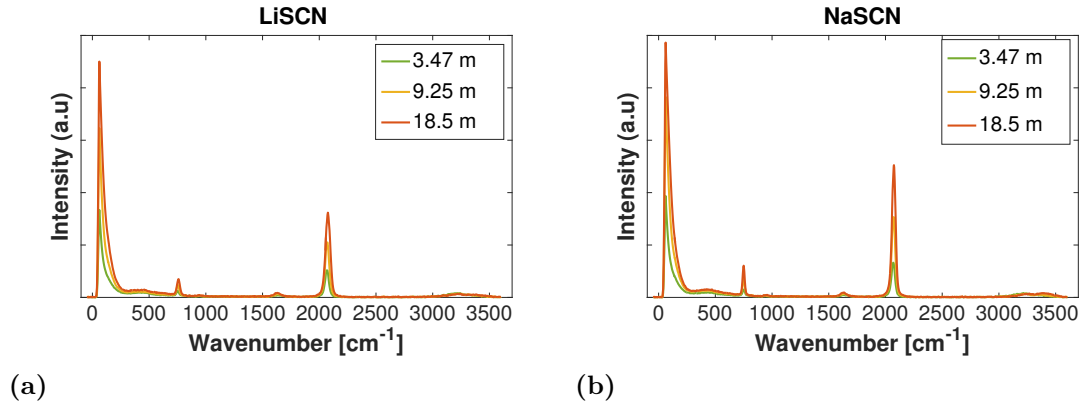 LiSCN
Intensity (a.u)
3.47 m
9.25 m
18.5 m
0 500 1000 1500 2000 2500 3000 3500
Wavenumber [cm⁻¹]
(a)
NaSCN
Intensity (a.u)
3.47 m
9.25 m
18.5 m
0 500 1000 1500 2000 2500 3000 3500
Wavenumber [cm⁻¹]
(b)